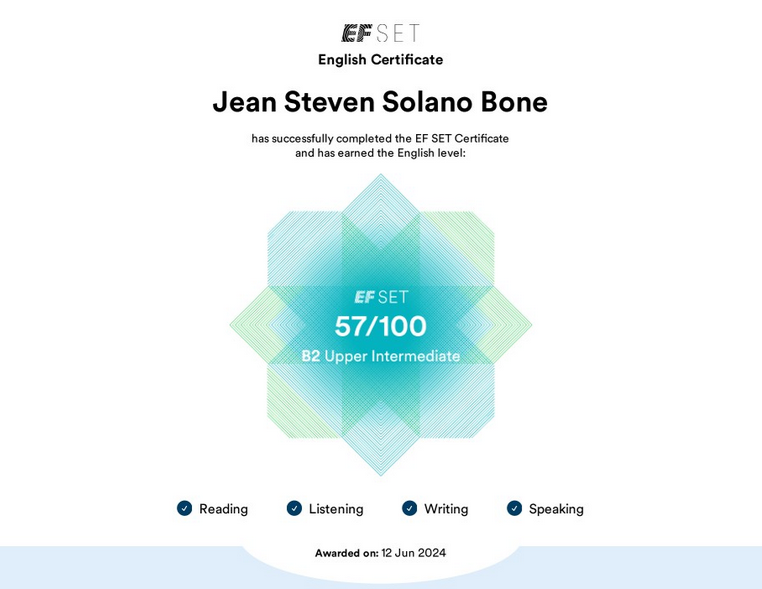 EF SET
English Certificate
Jean Steven Solano Bone
has successfully completed the EF SET Certificate
and has earned the English level:
EF SET
57/100
B2 Upper Intermediate
Reading
Listening
Writing
Speaking
Awarded on: 12 Jun 2024